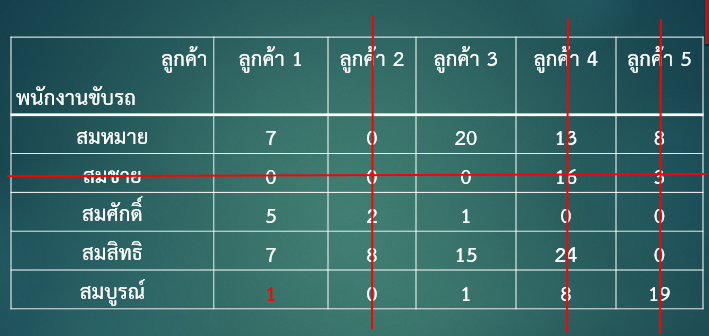 ลูกค้า ลูกค้า 1 ลูกค้า 2 ลูกค้า 3 ลูกค้า 4 ลูกค้า 5
พนักงานขับรถ
สมหมาย 7 0 20 13 8
สมชาย 0 0 0 16 3
สมศักดิ์ 5 2 1 0 0
สมสิทธิ 7 8 15 24 0
สมบูรณ์ 1 0 1 8 19